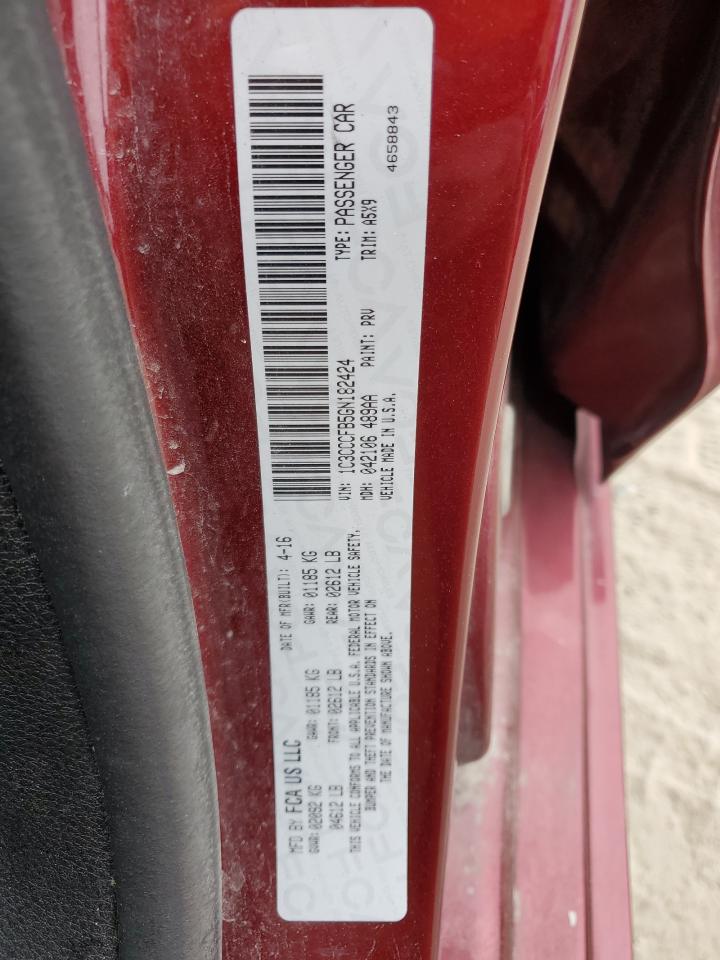 MFD BY FCA US LLC
DATE OF MFR(BUILT): 4-16
GVWR: 02092 KG
GAWR: 01185 KG
GAWR: 01185 KG
04612 LB
FRONT: 02612 LB
REAR: 02612 LB
THIS VEHICLE CONFORMS TO ALL APPLICABLE U.S.A. FEDERAL MOTOR VEHICLE SAFETY,
BUMPER AND THEFT PREVENTION STANDARDS IN EFFECT ON
THE DATE OF MANUFACTURE SHOWN ABOVE.
VIN: 1C3CCCFB5GN182424
TYPE: PASSENGER CAR
MDH: 042106 489AA
PAINT: PRV
TRIM: A5X9
VEHICLE MADE IN U.S.A.
4658843